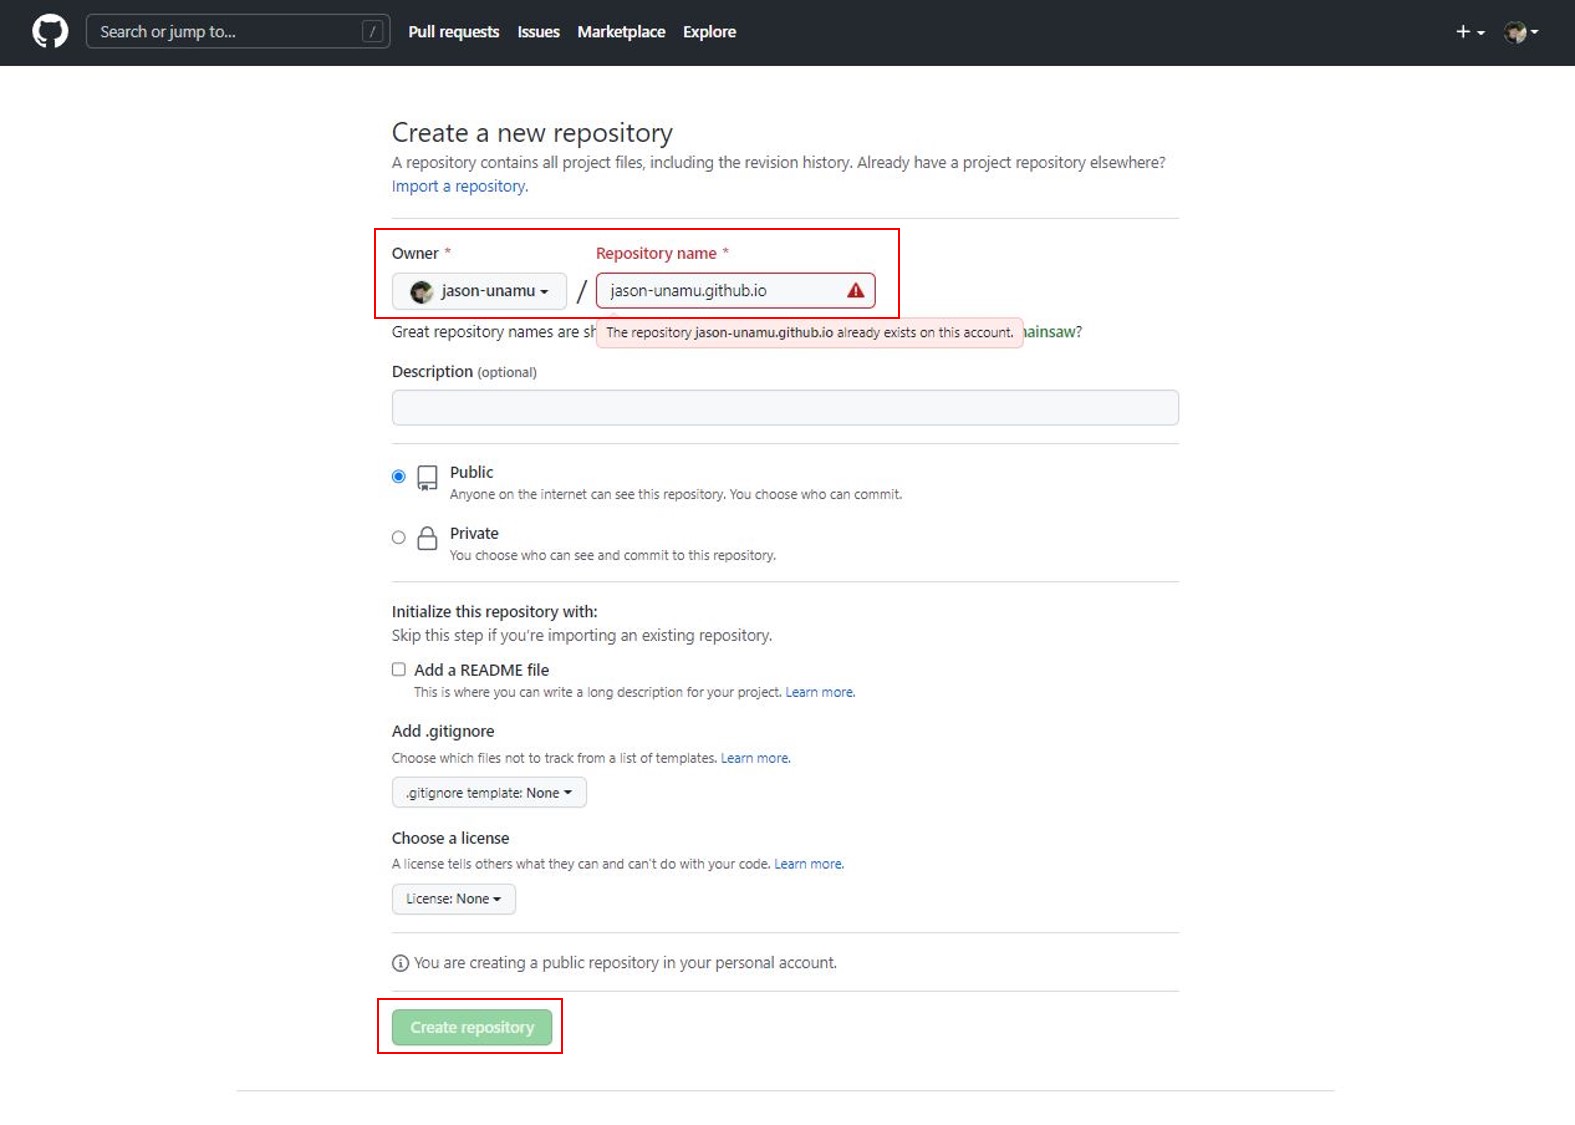 Search or jump to... / Pull requests Issues Marketplace Explore +
Create a new repository
A repository contains all project files, including the revision history. Already have a project repository elsewhere?
Import a repository.
Owner * Repository name *
jason-unamu / jason-unamu.github.io
Great repository names are
The repository jason-unamu.github.io already exists on this account.
Description (optional)
Public
Anyone on the internet can see this repository. You choose who can commit.
Private
You choose who can see and commit to this repository.
Initialize this repository with:
Skip this step if you're importing an existing repository.
Add a README file
This is where you can write a long description for your project. Learn more.
Add .gitignore
Choose which files not to track from a list of templates. Learn more.
.gitignore template: None
Choose a license
A license tells others what they can and can't do with your code. Learn more.
License: None
You are creating a public repository in your personal account.
Create repository